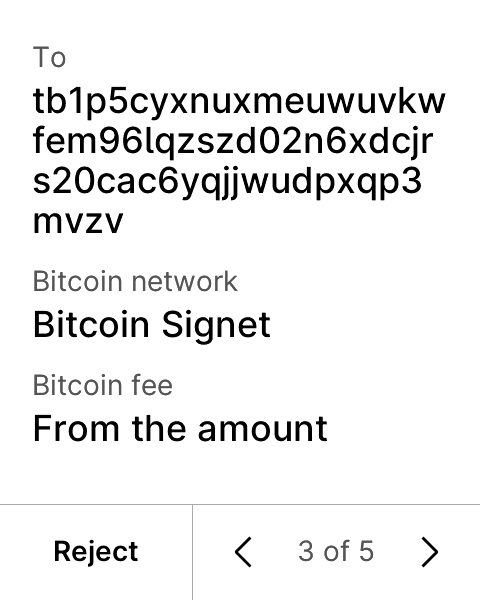 To
tb1p5cyxnuxmeuwuvkw
fem96lqzszd02n6xdcjr
s20cac6yqjjwudpxqp3
mvzv
Bitcoin network
Bitcoin Signet
Bitcoin fee
From the amount
Reject
3 of 5